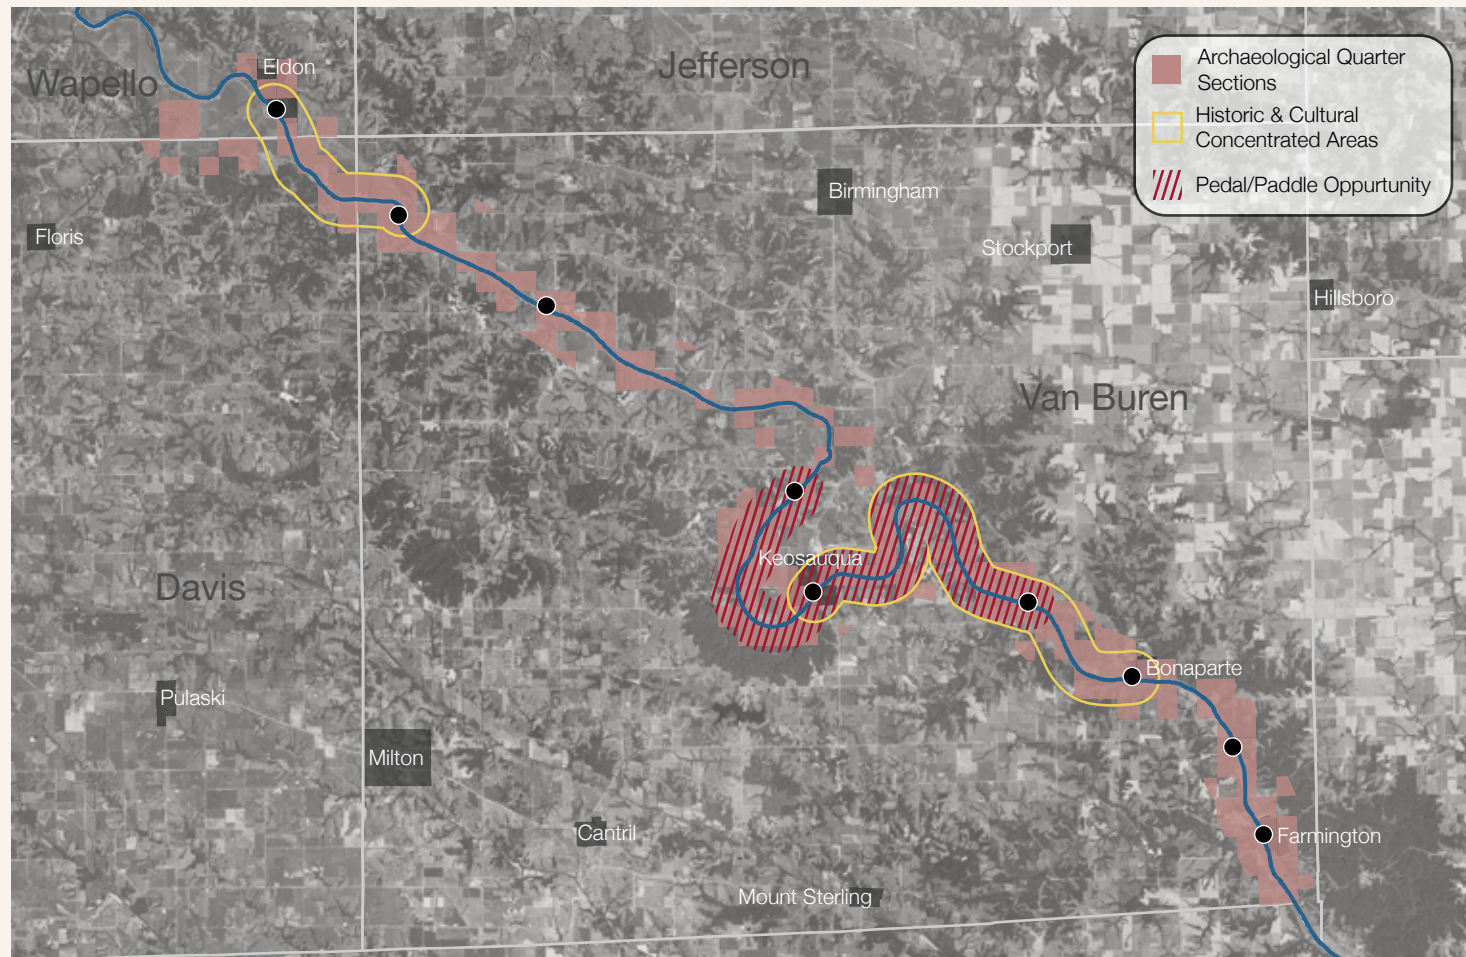 Jefferson
Archaeological Quarter
Sections
Eldon
Wapello
Historic & Cultural
Concentrated Areas
Pedal/Paddle Oppurtunity
Birmingham
Floris
Stockport
Hillsboro
Van Buren
Keosauqua
Davis
Bonaparte
Pulaski
Milton
Cantril
Farmington
Mount Sterling